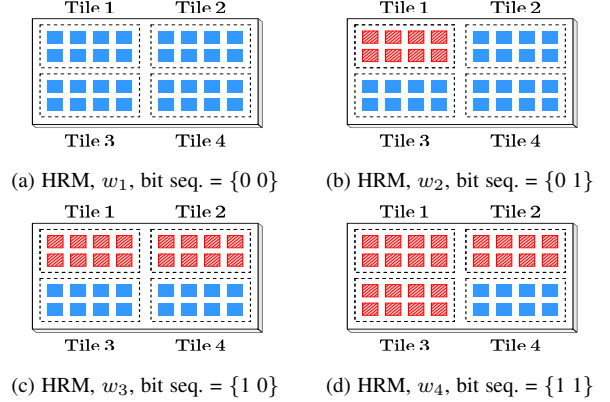 Tile 1 Tile 2 Tile 1 Tile 2
Tile 3 Tile 4 Tile 3 Tile 4
(a) HRM, w₁, bit seq. = {0 0} (b) HRM, w₂, bit seq. = {0 1}
Tile 1 Tile 2 Tile 1 Tile 2
Tile 3 Tile 4 Tile 3 Tile 4
(c) HRM, w₃, bit seq. = {1 0} (d) HRM, w₄, bit seq. = {1 1}